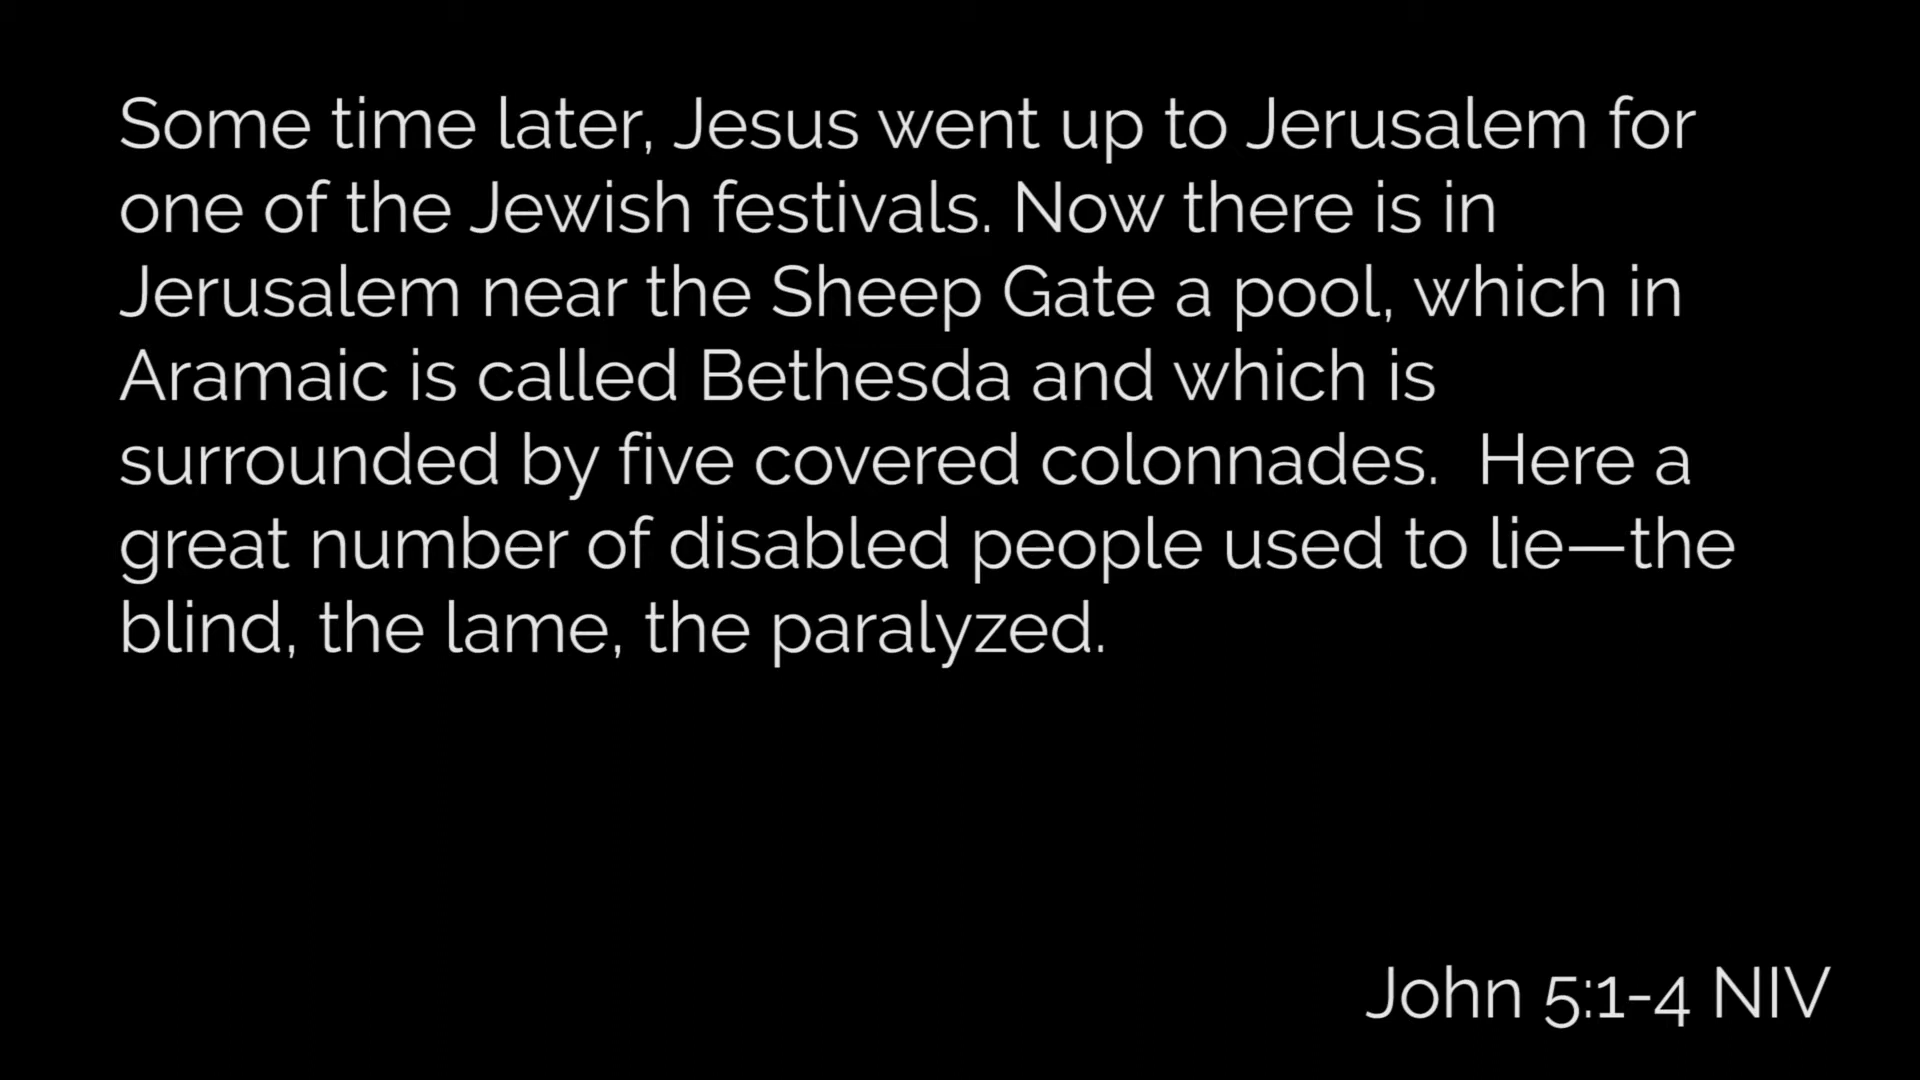 Some time later, Jesus went up to Jerusalem for
one of the Jewish festivals. Now there is in
Jerusalem near the Sheep Gate a pool, which in
Aramaic is called Bethesda and which is
surrounded by five covered colonnades.  Here a
great number of disabled people used to lie—the
blind, the lame, the paralyzed.
John 5:1-4 NIV